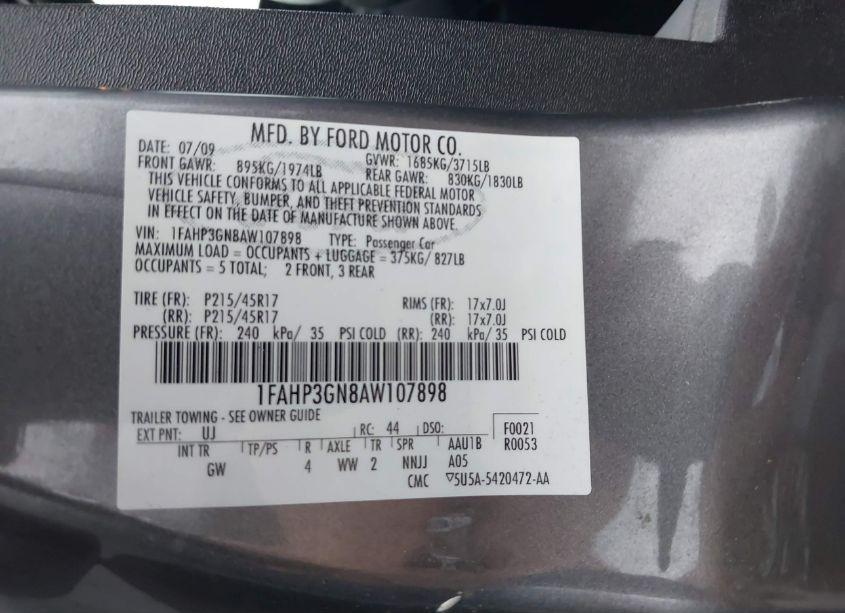 MFD. BY FORD MOTOR CO.
DATE: 07/09 GVWR: 1685KG/3715LB
FRONT GAWR: 895KG/1974LB REAR GAWR: 830KG/1830LB
THIS VEHICLE CONFORMS TO ALL APPLICABLE FEDERAL MOTOR
VEHICLE SAFETY, BUMPER, AND THEFT PREVENTION STANDARDS
IN EFFECT ON THE DATE OF MANUFACTURE SHOWN ABOVE.
VIN: 1FAHP3GN8AW107898 TYPE: Passenger Car
MAXIMUM LOAD = OCCUPANTS + LUGGAGE = 375KG/ 827LB
OCCUPANTS = 5 TOTAL; 2 FRONT, 3 REAR
TIRE (FR): P215/45R17 RIMS (FR): 17x7.0J
(RR): P215/45R17 (RR): 17x7.0J
PRESSURE (FR): 240 kPa/ 35 PSI COLD (RR): 240 kPa/ 35 PSI COLD
1FAHP3GN8AW107898
TRAILER TOWING - SEE OWNER GUIDE
EXT PNT: UJ RC: 44 DSO: F0021
INT TR TP/PS R AXLE TR SPR AAU1B R0053
GW 4 WW 2 NNJJ A05
CMC ▽5U5A-5420472-AA